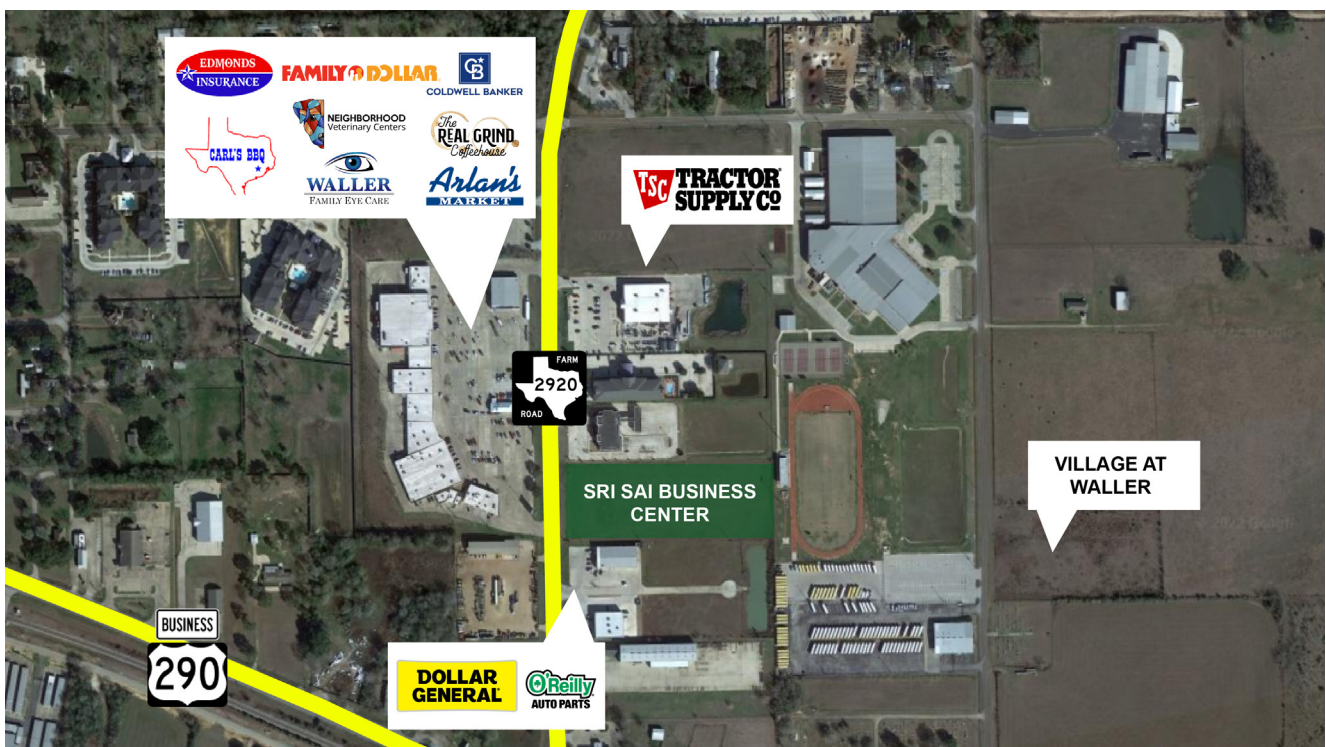 EDMONDS
INSURANCE
FAMILY DOLLAR
CB
COLDWELL BANKER
CARL'S BBQ
NEIGHBORHOOD
Veterinary Centers
The
REAL GRIND
Coffeehouse
WALLER
FAMILY EYE CARE
Arlan's
MARKET
TSC TRACTOR
SUPPLY CO
FARM
2920
ROAD
SRI SAI BUSINESS
CENTER
VILLAGE AT
WALLER
BUSINESS
290
DOLLAR
GENERAL
O'Reilly
AUTO PARTS